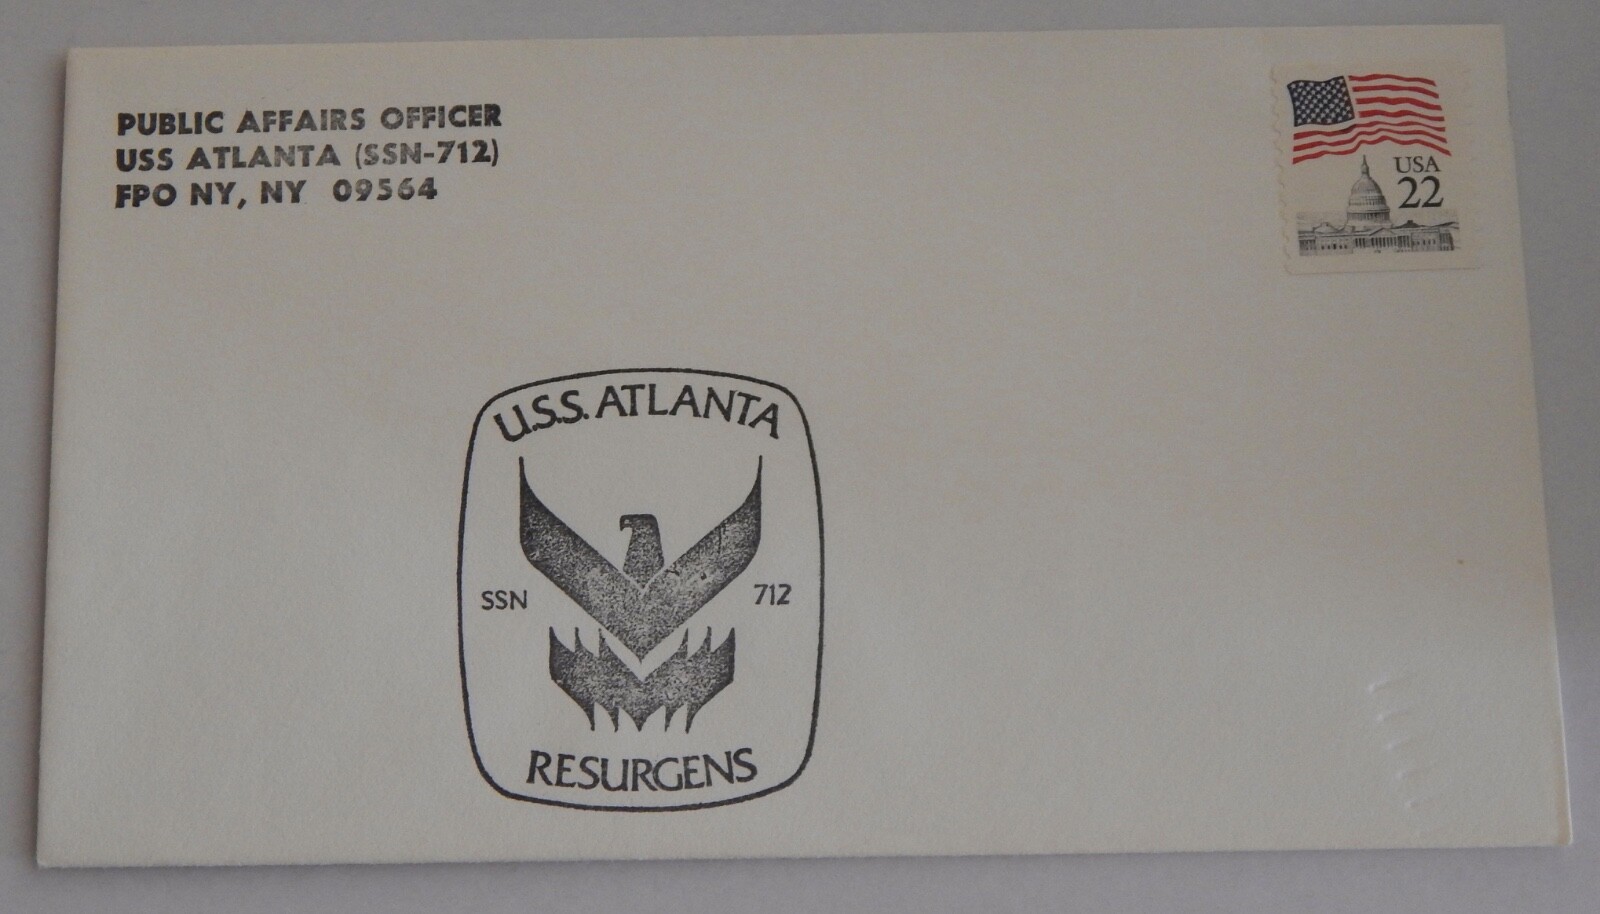 PUBLIC AFFAIRS OFFICER
USS ATLANTA (SSN-712)
FPO NY, NY 09564
USA
22
U.S.S. ATLANTA
SSN 712
RESURGENS